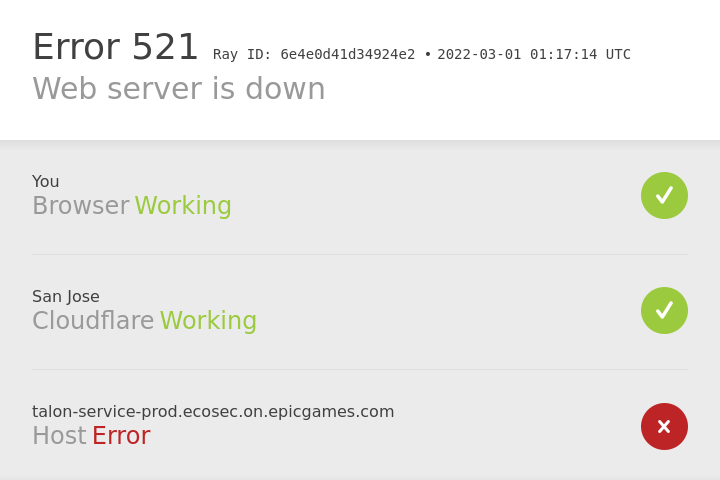 Error 521 Ray ID: 6e4e0d41d34924e2 • 2022-03-01 01:17:14 UTC
Web server is down
You
Browser Working
San Jose
Cloudflare Working
talon-service-prod.ecosec.on.epicgames.com
Host Error